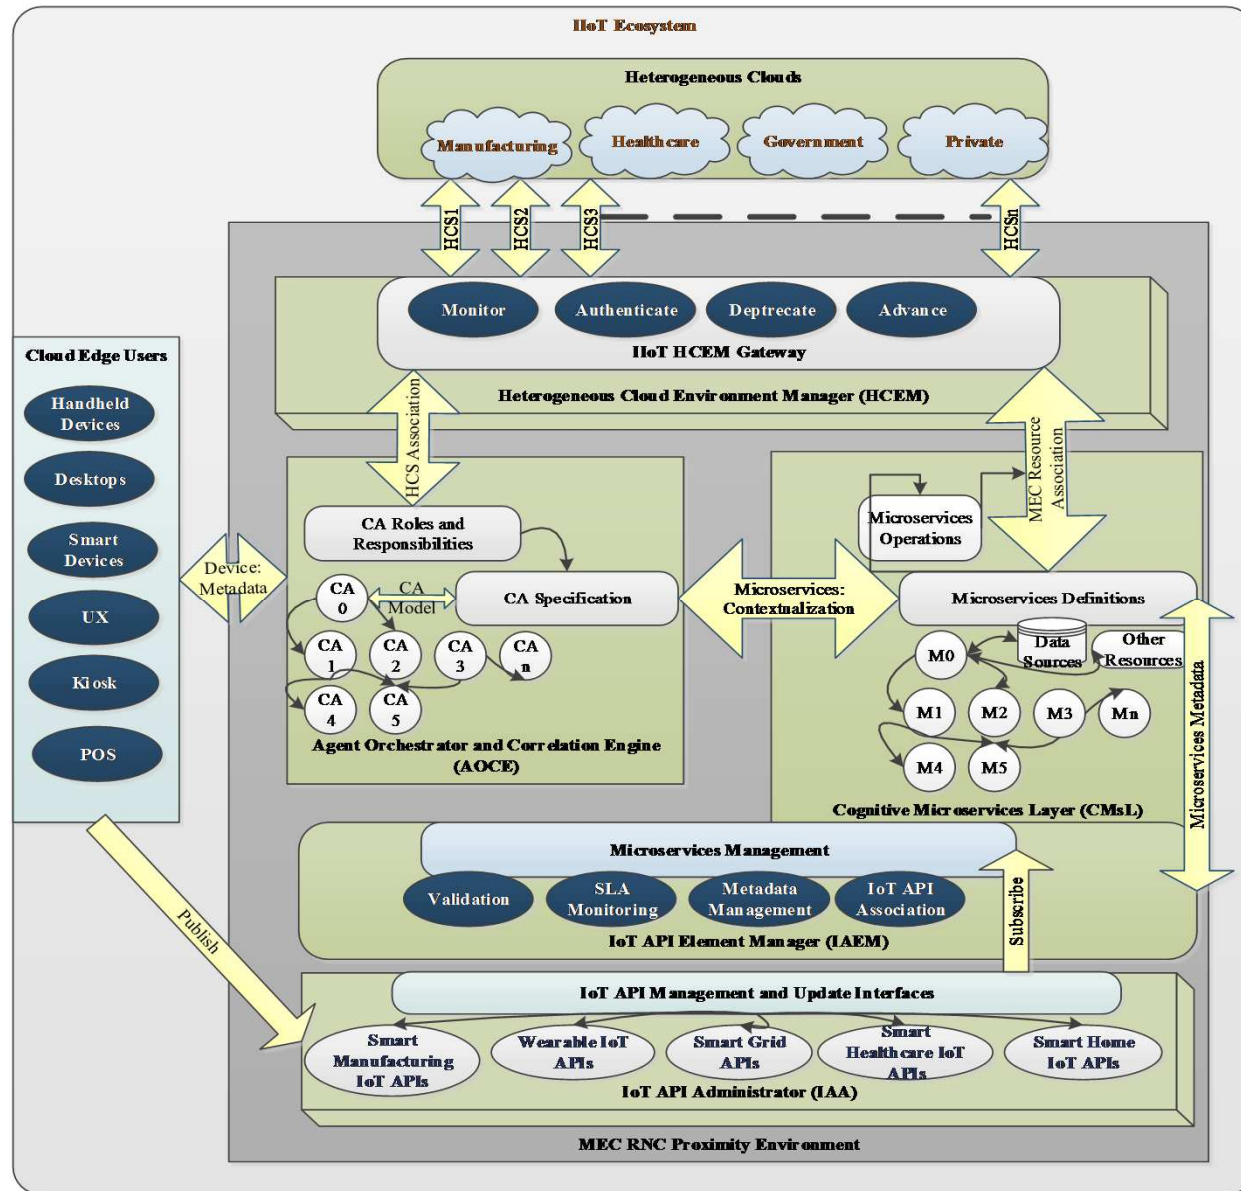 IIoT Ecosystem
Heterogeneous Clouds
Manufacturing
Healthcare
Government
Private
HCS1
HCS2
HCS3
HCSn
Monitor
Authenticate
Deptrecate
Advance
IIoT HCEM Gateway
Heterogeneous Cloud Environment Manager (HCEM)
Cloud Edge Users
Handheld
Devices
Desktops
Smart
Devices
UX
Kiosk
POS
Device:
Metadata
Publish
HCS Association
MEC Resource
Association
CA Roles and
Responsibilities
CA Specification
CA
Model
CA
0
CA
1
CA
2
CA
3
CA
n
CA
4
CA
5
Agent Orchestrator and Correlation Engine
(AOCE)
Microservices:
Contextualization
Microservices
Operations
Microservices Definitions
Data
Sources
Other
Resources
M0
M1
M2
M3
Mn
M4
M5
Cognitive Microservices Layer (CMsL)
Microservices Metadata
Microservices Management
Validation
SLA
Monitoring
Metadata
Management
IoT API
Association
IoT API Element Manager (IAEM)
Subscribe
IoT API Management and Update Interfaces
Smart
Manufacturing
IoT APIs
Wearable IoT
APIs
Smart Grid
APIs
Smart
Healthcare IoT
APIs
Smart Home
IoT APIs
IoT API Administrator (IAA)
MEC RNC Proximity Environment